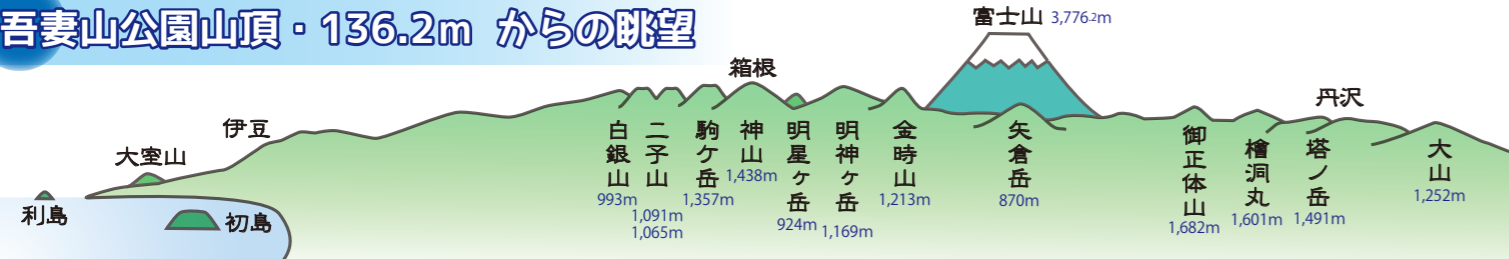 吾妻山公園山頂・136.2m からの眺望
富士山 3,776.2m
箱根
丹沢
伊豆
大室山
利島
初島
白銀山
993m
二子山
1,091m
1,065m
駒ケ岳
1,357m
神山
1,438m
明星ヶ岳
924m
明神ヶ岳
1,169m
金時山
1,213m
矢倉岳
870m
御正体山
1,682m
檜洞丸
1,601m
塔ノ岳
1,491m
大山
1,252m